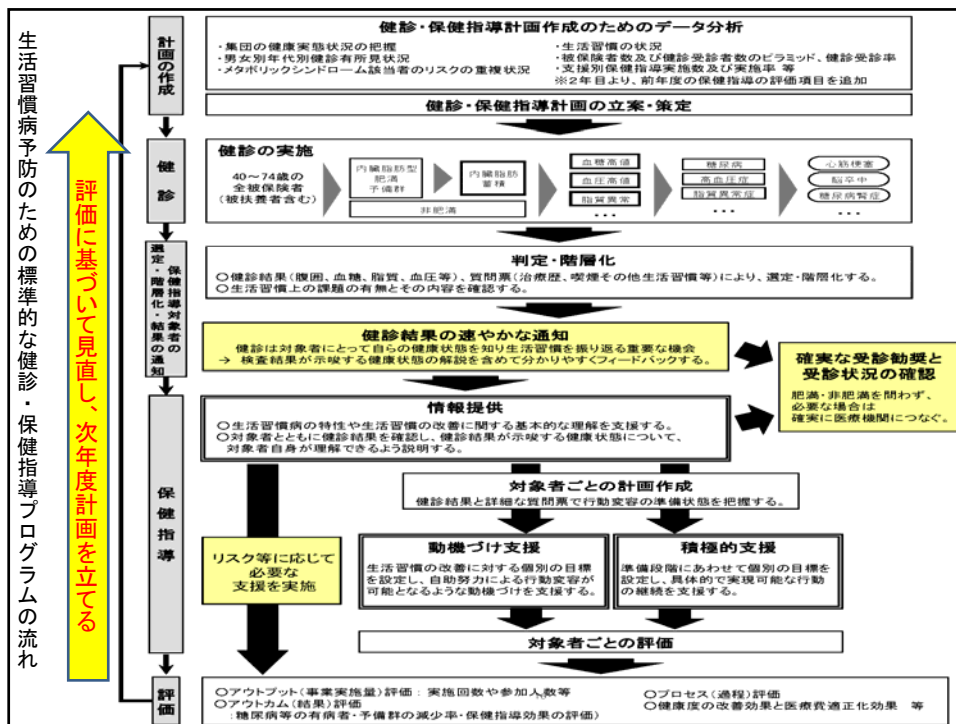 生活習慣病予防のための標準的な健診・保健指導プログラムの流れ
評価に基づいて見直し、次年度計画を立てる
計画の作成
健診・保健指導計画作成のためのデータ分析
・集団の健康実態状況の把握
・男女別年代別健診有所見状況
・メタボリックシンドローム該当者のリスクの重複状況
・生活習慣の状況
・被保険者数及び健診受診者数のピラミッド、健診受診率
・支援別保健指導実施数及び実施率 等
※2年目より、前年度の保健指導の評価項目を追加
健診・保健指導計画の立案・策定
健診
健診の実施
40～74歳の
全被保険者
(被扶養者含む)
内臓脂肪型
肥満
予備群
内臓脂肪
蓄積
非肥満
血糖高値
血圧高値
脂質異常
・・・
糖尿病
高血圧症
脂質異常症
・・・
心筋梗塞
脳卒中
糖尿病腎症
・・・
保健指導対象者の
選定・階層化・結果の通知
判定・階層化
○健診結果(腹囲、血糖、脂質、血圧等)、質問票(治療歴、喫煙その他生活習慣等)により、選定・階層化する。
○生活習慣上の課題の有無とその内容を確認する。
健診結果の速やかな通知
健診は対象者にとって自らの健康状態を知り生活習慣を振り返る重要な機会
→ 検査結果が示唆する健康状態の解説を含めて分かりやすくフィードバックする。
確実な受診勧奨と
受診状況の確認
肥満・非肥満を問わず、
必要な場合は
確実に医療機関につなぐ。
保健指導
情報提供
○生活習慣病の特性や生活習慣の改善に関する基本的な理解を支援する。
○対象者とともに健診結果を確認し、健診結果が示唆する健康状態について、
対象者自身が理解できるよう説明する。
対象者ごとの計画作成
健診結果と詳細な質問票で行動変容の準備状態を把握する。
リスク等に応じて
必要な
支援を実施
動機づけ支援
生活習慣の改善に対する個別の目標
を設定し、自助努力による行動変容が
可能となるような動機づけを支援する。
積極的支援
準備段階にあわせて個別の目標を
設定し、具体的で実現可能な行動
の継続を支援する。
対象者ごとの評価
評価
○アウトプット(事業実施量)評価：実施回数や参加人数等
○アウトカム(結果)評価
：糖尿病等の有病者・予備群の減少率・保健指導効果の評価)
○プロセス(過程)評価
○健康度の改善効果と医療費適正化効果 等